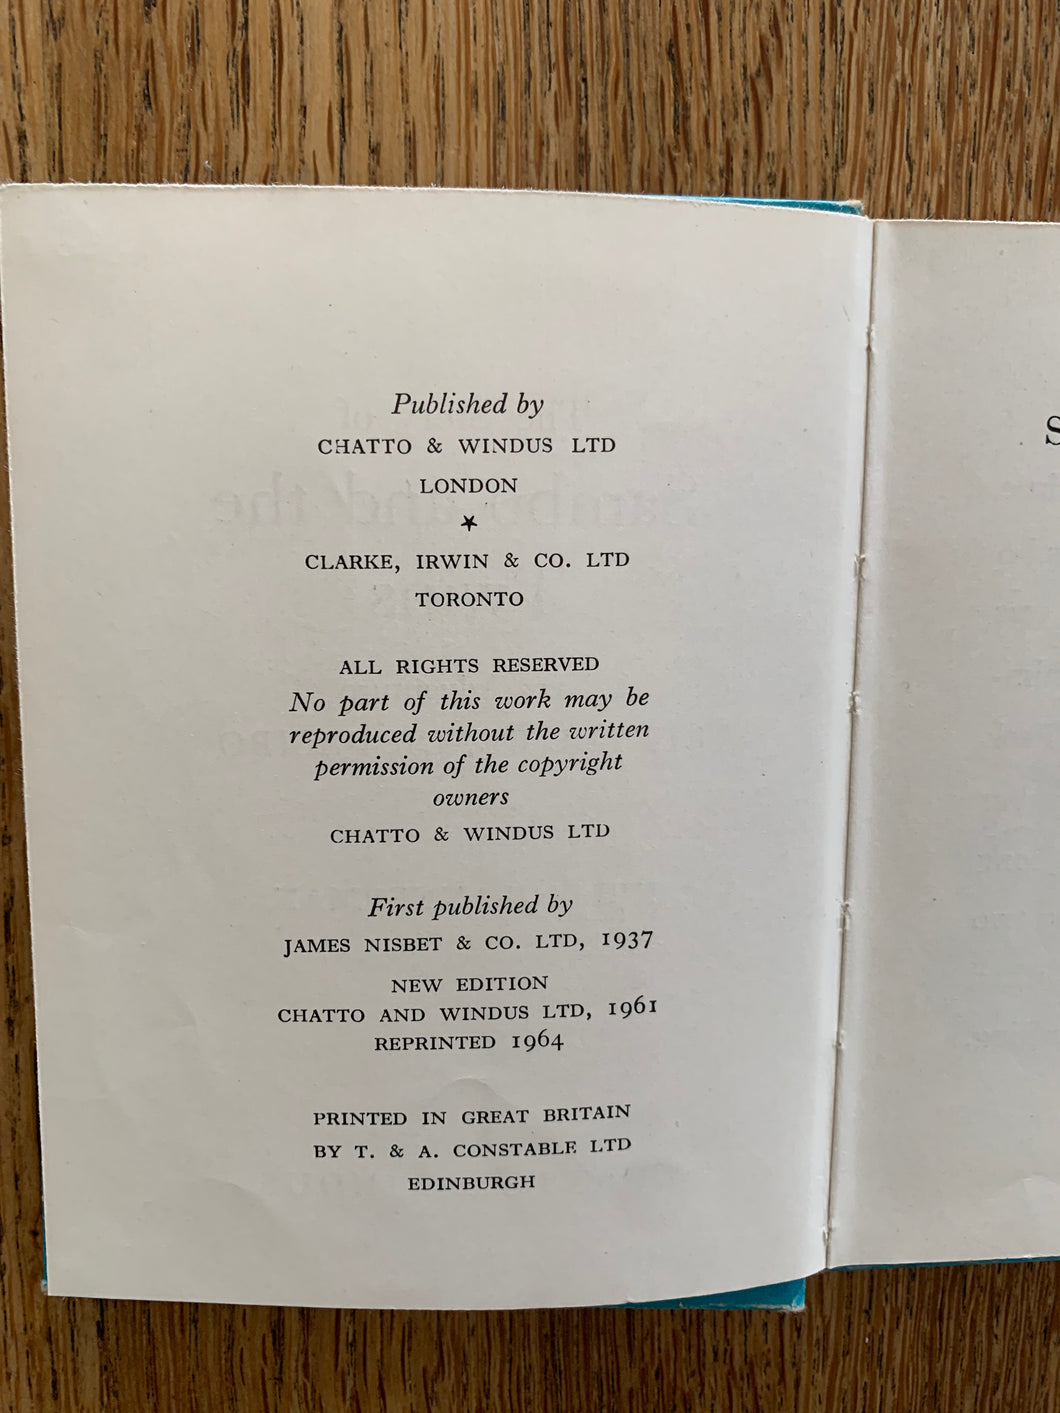 Published by
CHATTO & WINDUS LTD
LONDON
CLARKE, IRWIN & CO. LTD
TORONTO
ALL RIGHTS RESERVED
No part of this work may be
reproduced without the written
permission of the copyright
owners
CHATTO & WINDUS LTD
First published by
JAMES NISBET & CO. LTD, 1937
NEW EDITION
CHATTO AND WINDUS LTD, 1961
REPRINTED 1964
PRINTED IN GREAT BRITAIN
BY T. & A. CONSTABLE LTD
EDINBURGH
S